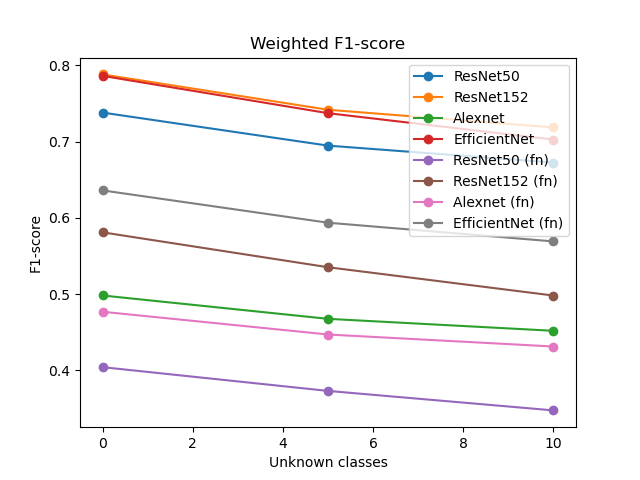 Weighted F1-score
0.8
0.7
0.6
0.5
0.4
F1-score
ResNet50
ResNet152
Alexnet
EfficientNet
ResNet50 (fn)
ResNet152 (fn)
Alexnet (fn)
EfficientNet (fn)
0 2 4 6 8 10
Unknown classes